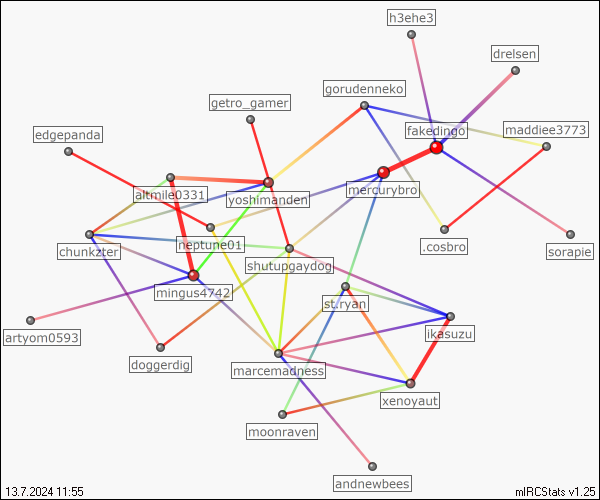 h3ehe3
drelsen
gorudenneko
getro_gamer
fakedingo
maddiee3773
edgepanda
altmile0331
yoshimanden
mercurybro
neptune01
.cosbro
sorapie
chunkzter
shutupgaydog
mingus4742
st.ryan
artyom0593
ikasuzu
doggerdig
marcemadness
xenoyaut
moonraven
andnewbees
13.7.2024 11:55
mIRCStats v1.25